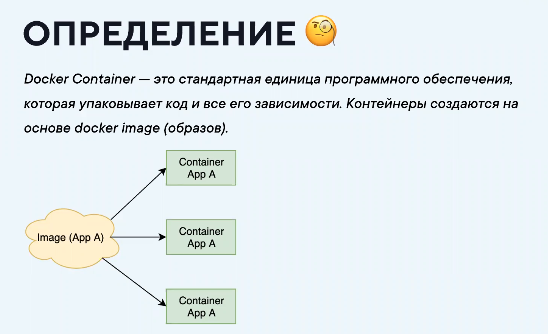 ОПРЕДЕЛЕНИЕ 🧐
Docker Container — это стандартная единица программного обеспечения,
которая упаковывает код и все его зависимости. Контейнеры создаются на
основе docker image (образов).
Container
App A
Image (App A)
Container
App A
Container
App A